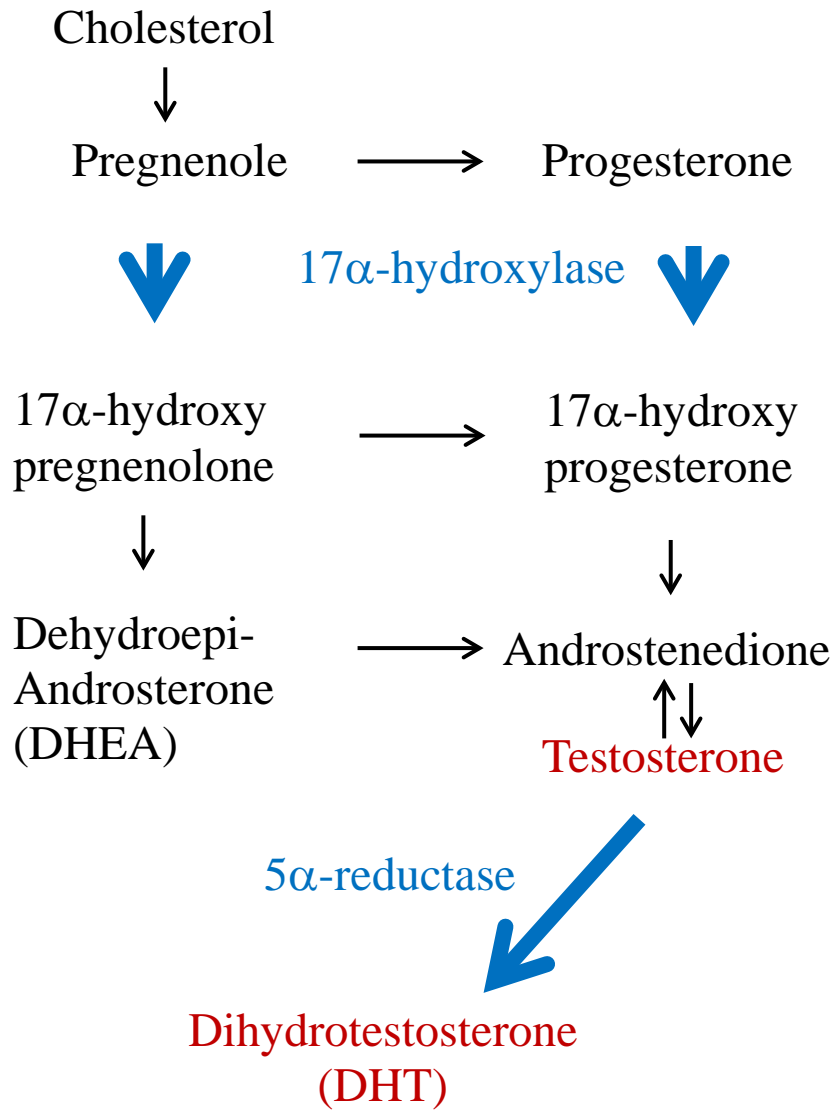 Cholesterol
Pregnenole
Progesterone
17α-hydroxylase
17α-hydroxy
pregnenolone
17α-hydroxy
progesterone
Dehydroepi-
Androsterone
(DHEA)
Androstenedione
Testosterone
5α-reductase
Dihydrotestosterone
(DHT)